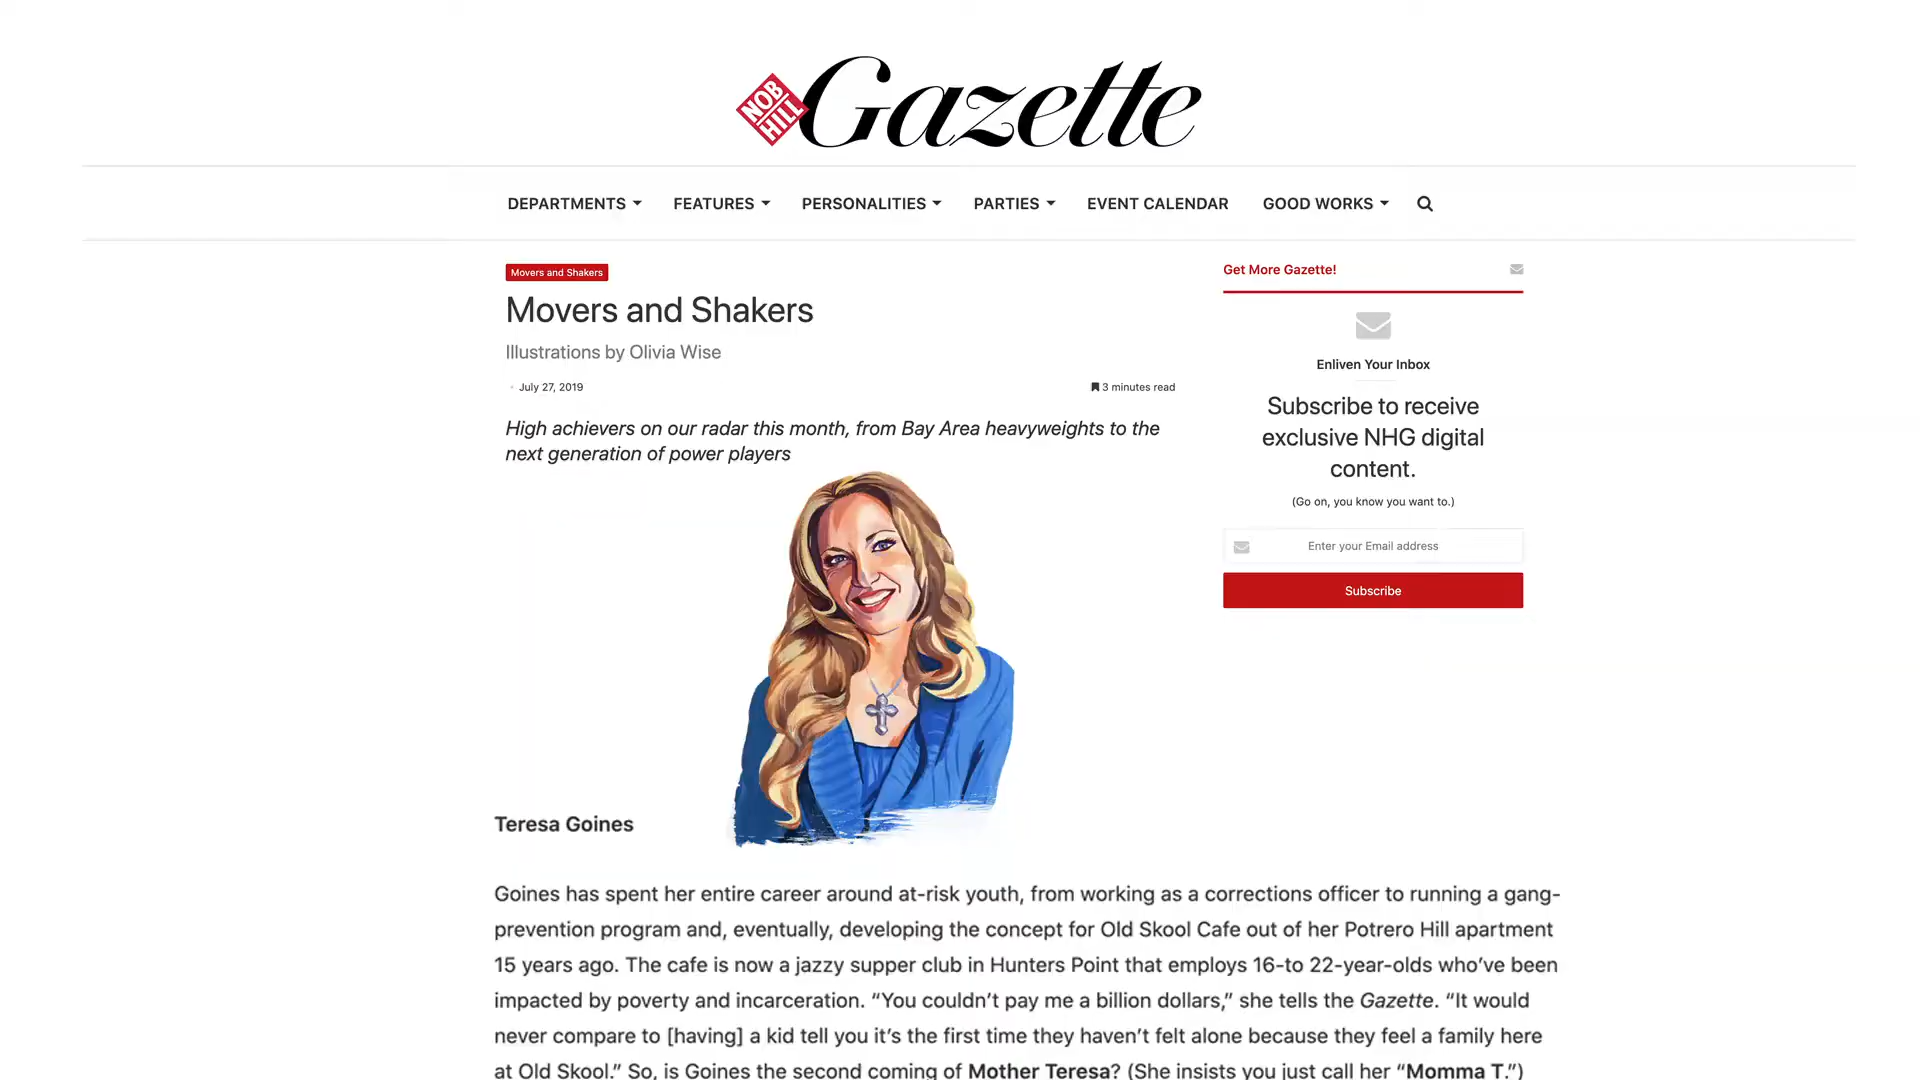 NOB HILL Gazette
DEPARTMENTS FEATURES PERSONALITIES PARTIES EVENT CALENDAR GOOD WORKS
Movers and Shakers
Movers and Shakers
Illustrations by Olivia Wise
July 27, 2019 3 minutes read
High achievers on our radar this month, from Bay Area heavyweights to the
next generation of power players
Get More Gazette!
Enliven Your Inbox
Subscribe to receive
exclusive NHG digital
content.
(Go on, you know you want to.)
Enter your Email address
Subscribe
Teresa Goines
Goines has spent her entire career around at-risk youth, from working as a corrections officer to running a gang-
prevention program and, eventually, developing the concept for Old Skool Cafe out of her Potrero Hill apartment
15 years ago. The cafe is now a jazzy supper club in Hunters Point that employs 16-to 22-year-olds who’ve been
impacted by poverty and incarceration. “You couldn’t pay me a billion dollars,” she tells the Gazette. “It would
never compare to [having] a kid tell you it’s the first time they haven’t felt alone because they feel a family here
at Old Skool.” So, is Goines the second coming of Mother Teresa? (She insists you just call her “Momma T.”)